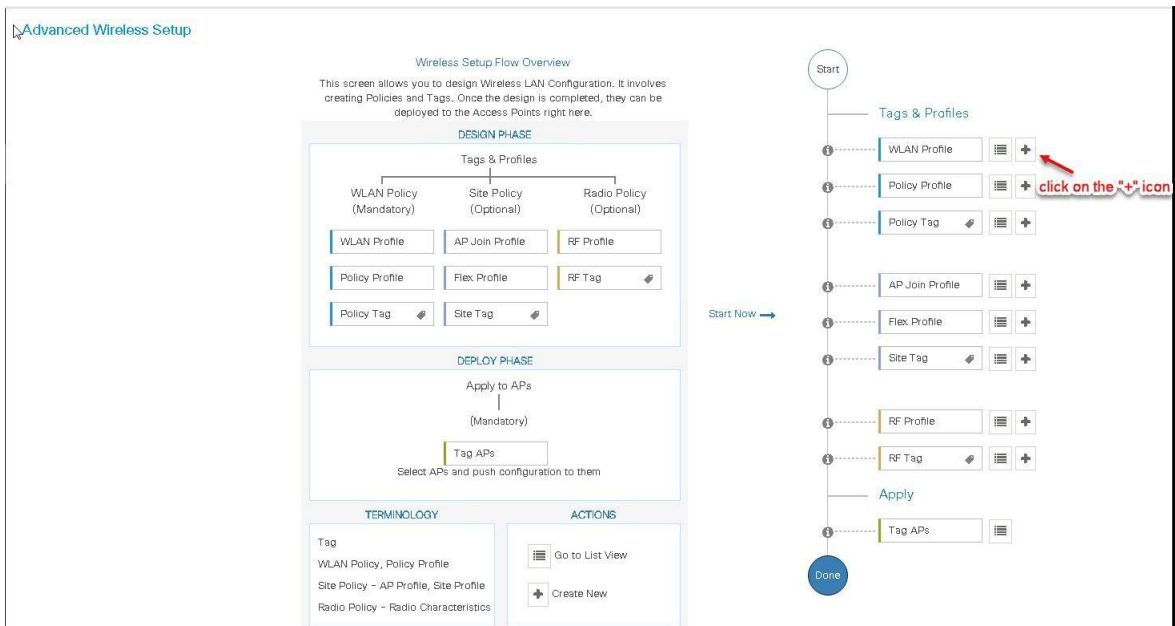 Advanced Wireless Setup
Wireless Setup Flow Overview
This screen allows you to design Wireless LAN Configuration. It involves
creating Policies and Tags. Once the design is completed, they can be
deployed to the Access Points right here.
DESIGN PHASE
Tags & Profiles
WLAN Policy
(Mandatory)
Site Policy
(Optional)
Radio Policy
(Optional)
WLAN Profile
AP Join Profile
RF Profile
Policy Profile
Flex Profile
RF Tag
Policy Tag
Site Tag
DEPLOY PHASE
Apply to APs
(Mandatory)
Tag APs
Select APs and push configuration to them
TERMINOLOGY
Tag
WLAN Policy, Policy Profile
Site Policy - AP Profile, Site Profile
Radio Policy - Radio Characteristics
ACTIONS
Go to List View
Create New
Start Now
Start
Tags & Profiles
WLAN Profile
click on the "+" icon
Policy Profile
Policy Tag
AP Join Profile
Flex Profile
Site Tag
RF Profile
RF Tag
Apply
Tag APs
Done